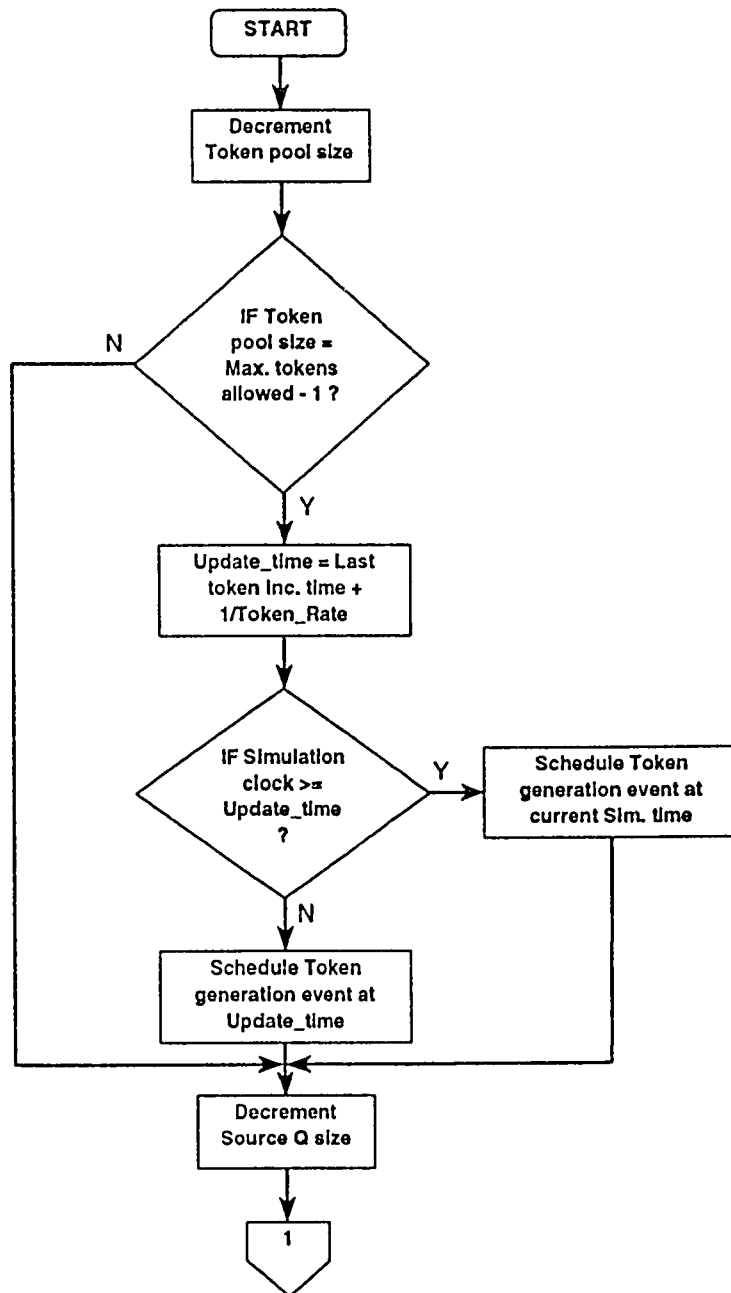 START
Decrement
Token pool size
IF Token
pool size =
Max. tokens
allowed - 1 ?
N
Y
Update_time = Last
token Inc. time +
1/Token_Rate
IF Simulation
clock >=
Update_time
?
Y
Schedule Token
generation event at
current Sim. time
N
Schedule Token
generation event at
Update_time
Decrement
Source Q size
1